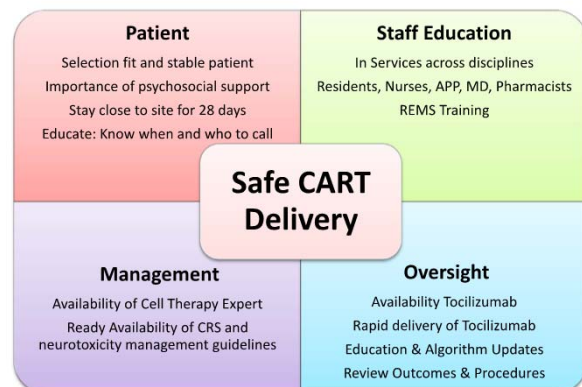 Patient
Selection fit and stable patient
Importance of psychosocial support
Stay close to site for 28 days
Educate: Know when and who to call
Staff Education
In Services across disciplines
Residents, Nurses, APP, MD, Pharmacists
REMS Training
Safe CART
Delivery
Management
Availability of Cell Therapy Expert
Ready Availability of CRS and
neurotoxicity management guidelines
Oversight
Availability Tocilizumab
Rapid delivery of Tocilizumab
Education & Algorithm Updates
Review Outcomes & Procedures